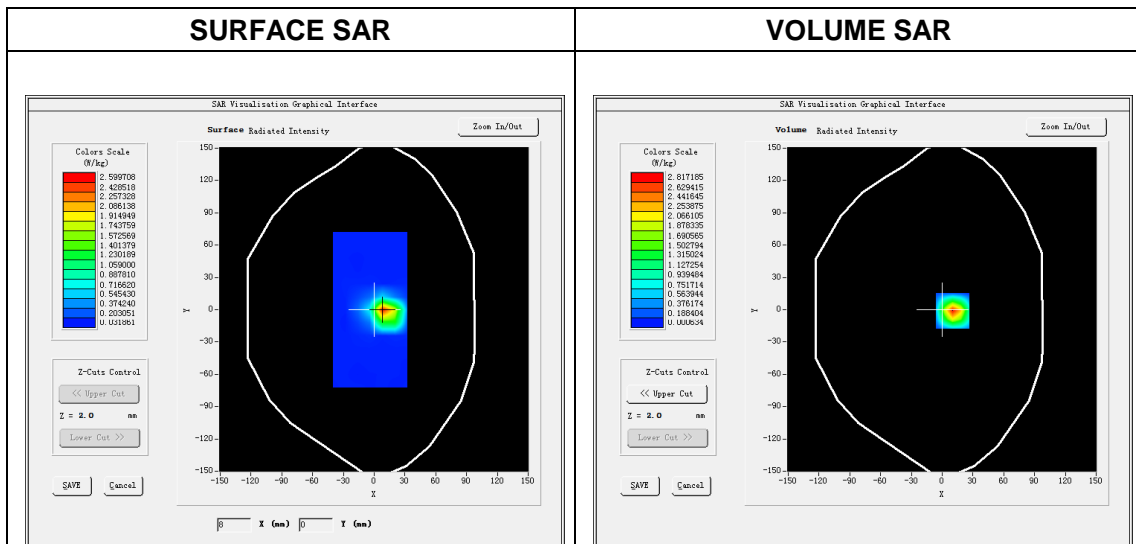 SURFACE SAR
VOLUME SAR
SAR Visualisation Graphical Interface
Surface Radiated Intensity
Zoom In/Out
Colors Scale
(W/kg)
2.599708
2.428518
2.257328
2.086138
1.914949
1.743759
1.572569
1.401379
1.230189
1.059000
0.887810
0.716620
0.545430
0.374240
0.203051
0.031861
Z-Cuts Control
<< Upper Cut
Z = 2.0 mm
Lower Cut >>
SAVE Cancel
150
120
90
60
30
0
-30
-60
-90
-120
-150
Y
-150 -120 -90 -60 -30 0 30 60 90 120 150
X
8 X (mm) 0 Y (mm)
SAR Visualisation Graphical Interface
Volume Radiated Intensity
Zoom In/Out
Colors Scale
(W/kg)
2.817185
2.629415
2.441645
2.253875
2.066105
1.878335
1.690565
1.502794
1.315024
1.127254
0.939484
0.751714
0.563944
0.376174
0.188404
0.000634
Z-Cuts Control
<< Upper Cut
Z = 2.0 mm
Lower Cut >>
SAVE Cancel
150
120
90
60
30
0
-30
-60
-90
-120
-150
Y
-150 -120 -90 -60 -30 0 30 60 90 120 150
X